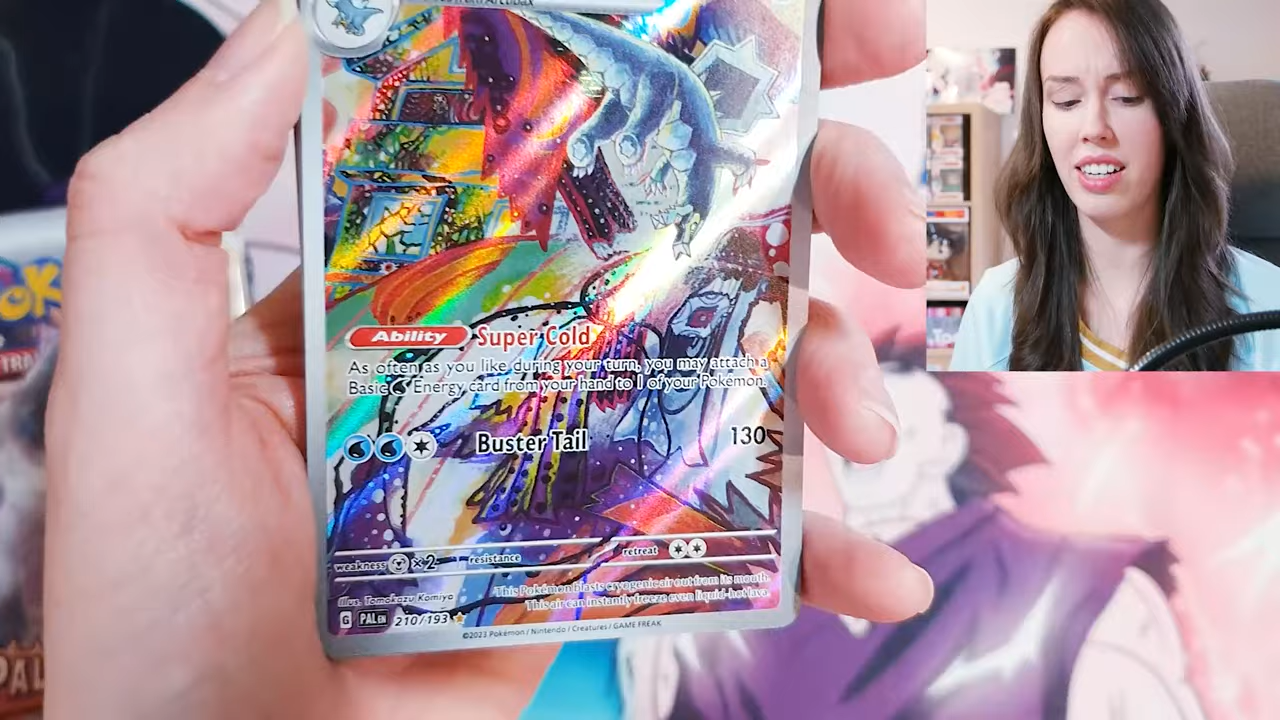 Ability Super Cold
As often as you like during your turn, you may attach a
Basic Energy card from your hand to 1 of your Pokémon.
Buster Tail 130
weakness ×2 resistance retreat
This Pokémon blasts cryogenic air out from its mouth.
This air can instantly freeze even liquid-hot lava.
Illus. Tomokazu Komiya
G PAL EN 210/193
©2023 Pokémon / Nintendo / Creatures / GAME FREAK